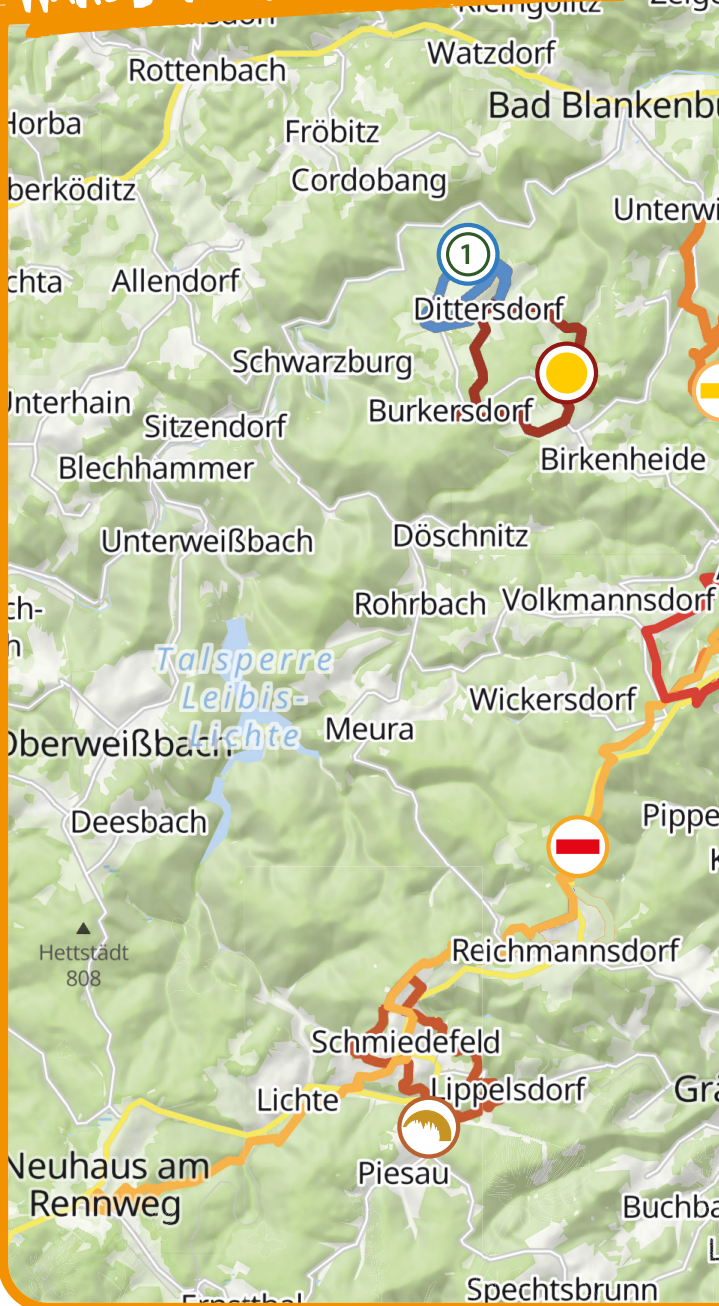 Rottenbach
Watzdorf
Bad Blankenbu
Horba
Fröbitz
Cordobang
berköditz
Unterwi
1
chta
Allendorf
Dittersdorf
Schwarzburg
Unterhain
Sitzendorf
Burkersdorf
Blechhammer
Birkenheide
Unterweißbach
Döschnitz
ch-
h
Rohrbach
Volkmannsdorf
Talsperre
Leibis-
Lichte
Wickersdorf
Oberweißbach
Meura
Deesbach
Pippe
K
Hettstädt
808
Reichmannsdorf
Schmiedefeld
Lippelsdorf
Grä
Lichte
Neuhaus am
Rennweg
Piesau
Buchba
L
Spechtsbrunn